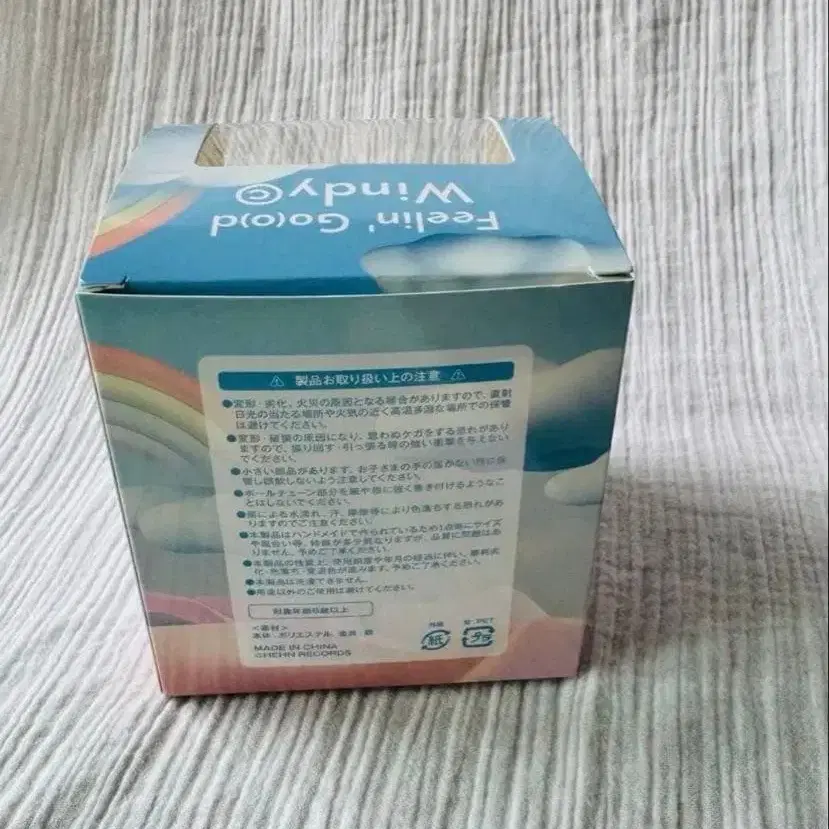 Feelin' Go(o)d
Windy©
⚠ 製品お取り扱い上の注意 ⚠
●変形・劣化、火災の原因となる場合がありますので、直射
日光の当たる場所や火気の近く高温多湿な場所での保管
は避けてください。
●変形・破損の原因になり、思わぬケガをする恐れがあり
ますので、振り回す・引っ張る等の強い衝撃を与えない
でください。
●小さい部品があります。お子さまの手の届かない所に保
管し誤飲しないよう注意してください。
●ボールチェーン部分を腕や指に強く巻き付けるようなこ
とはしないでください。
●雨による水濡れ、汗、摩擦等により色落ちする恐れがあ
りますのでご注意ください。
●本製品はハンドメイドで作られているため1点毎にサイズ
や風合い等、特徴が多少異なりますが、品質に問題はあ
りません。予めご了承ください。
●本製品の性質上、使用頻度や年月の経過に伴い、摩耗劣
化・色落ち・変退色が進みます。予めご了承ください。
●本製品は洗濯できません。
●用途以外のご使用は避けてください。
対象年齢6歳以上
<素材>
本体:ポリエステル 金具:鉄
MADE IN CHINA
©HEHN RECORDS
外箱
紙
窓:PET
プラ